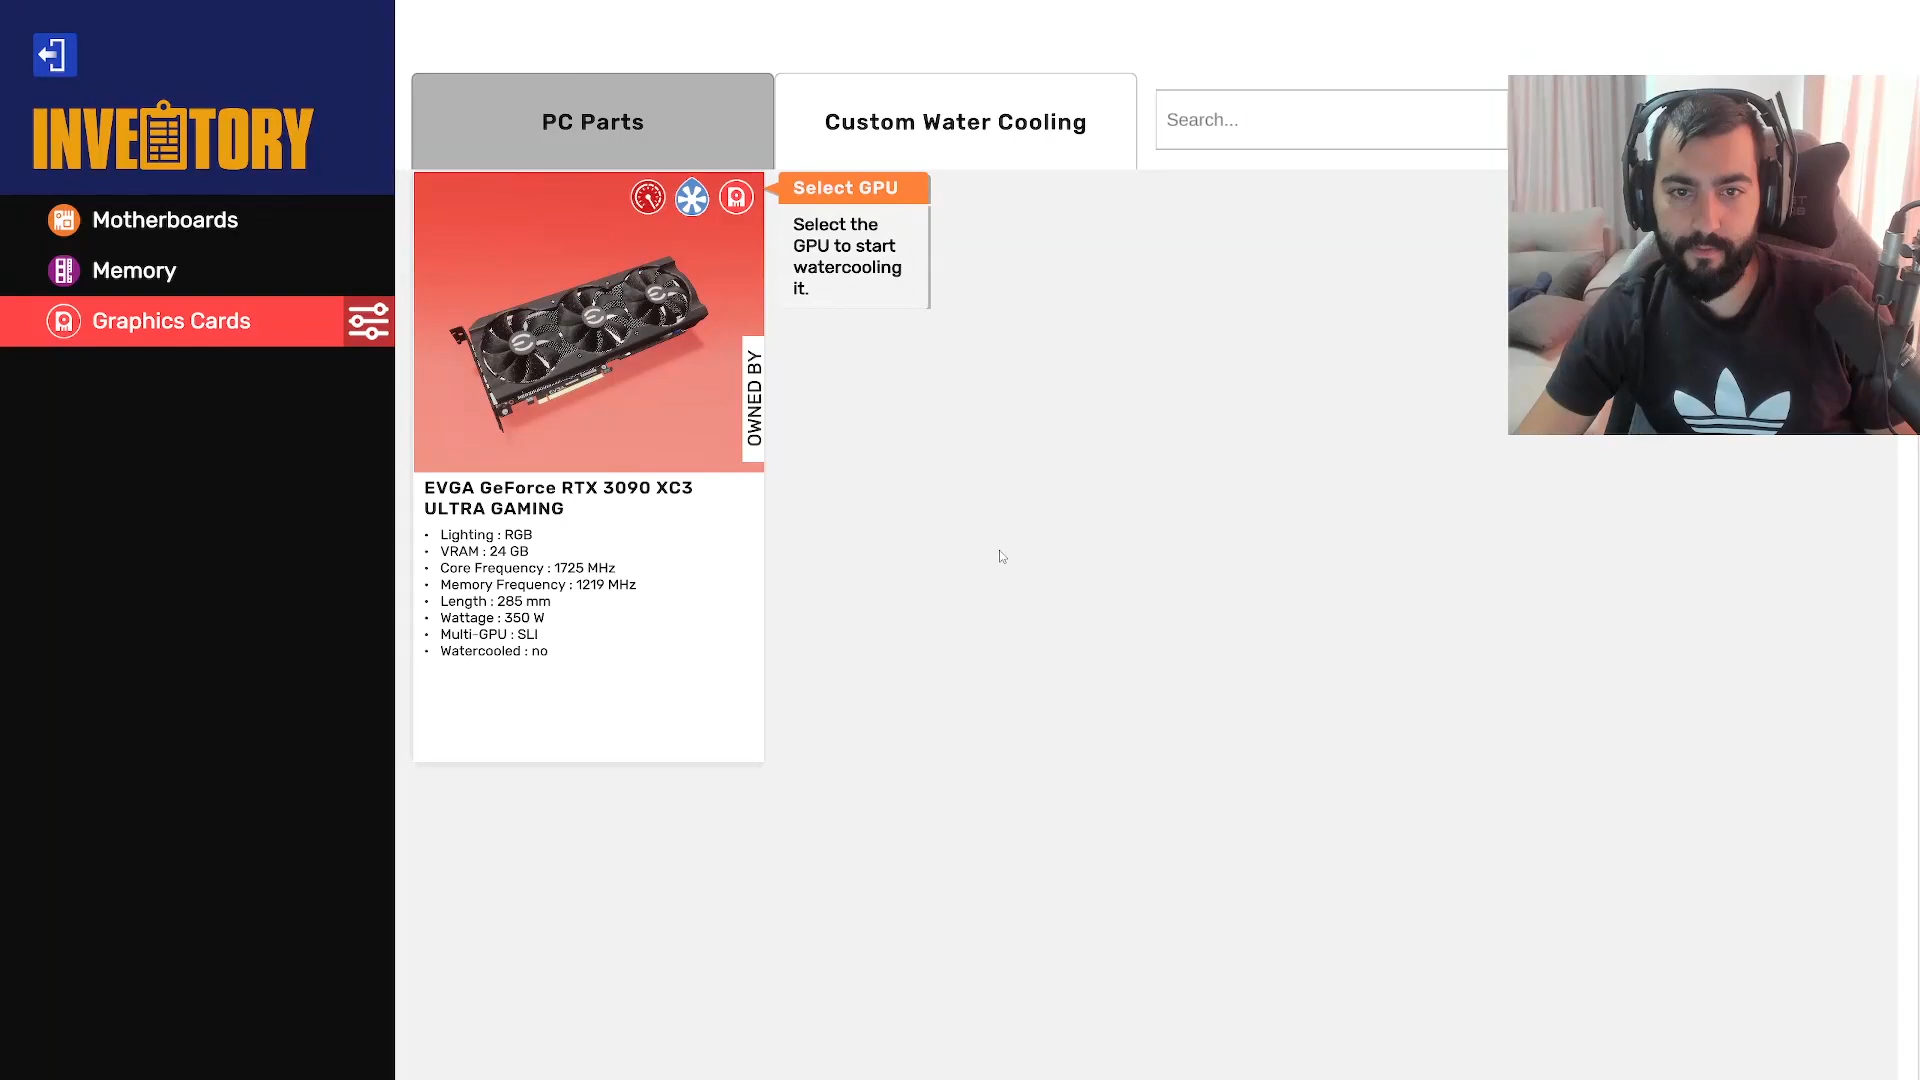 INVENTORY
Motherboards
Memory
Graphics Cards
PC Parts
Custom Water Cooling
Search...
Select GPU
Select the
GPU to start
watercooling
it.
OWNED BY
EVGA GeForce RTX 3090 XC3
ULTRA GAMING
• Lighting : RGB
• VRAM : 24 GB
• Core Frequency : 1725 MHz
• Memory Frequency : 1219 MHz
• Length : 285 mm
• Wattage : 350 W
• Multi-GPU : SLI
• Watercooled : no